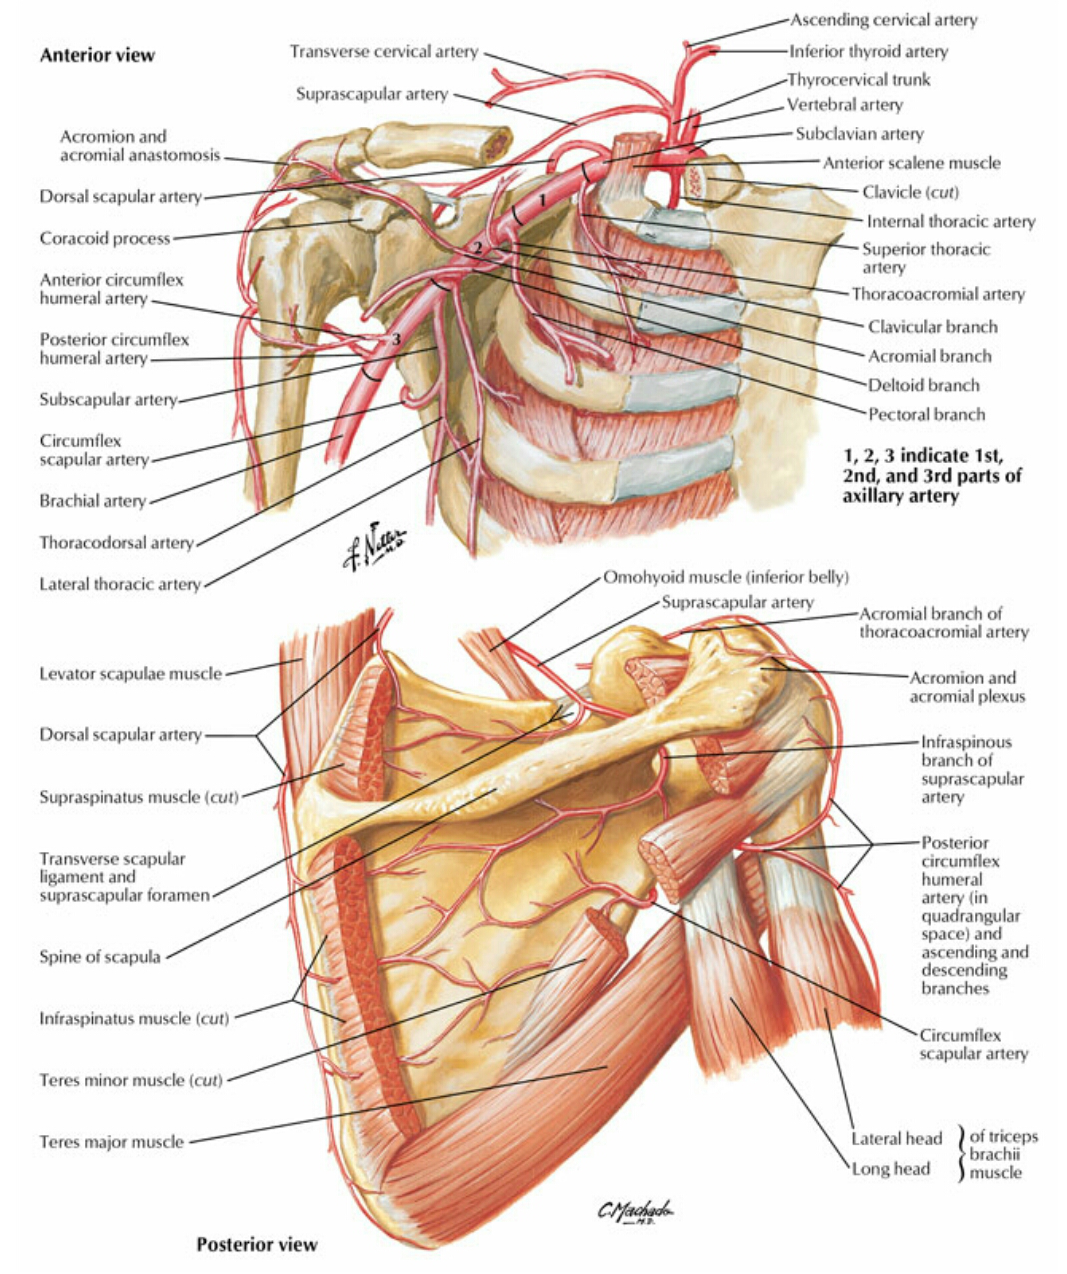 Anterior view
Transverse cervical artery
Suprascapular artery
Acromion and
acromial anastomosis
Dorsal scapular artery
Coracoid process
Anterior circumflex
humeral artery
Posterior circumflex
humeral artery
Subscapular artery
Circumflex
scapular artery
Brachial artery
Thoracodorsal artery
Lateral thoracic artery
Ascending cervical artery
Inferior thyroid artery
Thyrocervical trunk
Vertebral artery
Subclavian artery
Anterior scalene muscle
Clavicle (cut)
Internal thoracic artery
Superior thoracic
artery
Thoracoacromial artery
Clavicular branch
Acromial branch
Deltoid branch
Pectoral branch
1
2
3
1, 2, 3 indicate 1st,
2nd, and 3rd parts of
axillary artery
F. Netter
M.D.
Omohyoid muscle (inferior belly)
Suprascapular artery
Levator scapulae muscle
Dorsal scapular artery
Supraspinatus muscle (cut)
Transverse scapular
ligament and
suprascapular foramen
Spine of scapula
Infraspinatus muscle (cut)
Teres minor muscle (cut)
Teres major muscle
Acromial branch of
thoracoacromial artery
Acromion and
acromial plexus
Infraspinous
branch of
suprascapular
artery
Posterior
circumflex
humeral
artery (in
quadrangular
space) and
ascending and
descending
branches
Circumflex
scapular artery
Lateral head
Long head
of triceps
brachii
muscle
C. Machado
M.D.
Posterior view